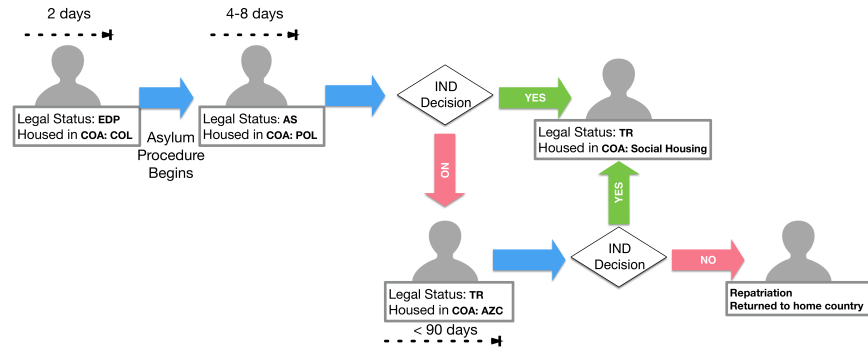 2 days
4-8 days
Legal Status: EDP
Housed in COA: COL
Asylum
Procedure
Begins
Legal Status: AS
Housed in COA: POL
IND
Decision
YES
Legal Status: TR
Housed in COA: Social Housing
NO
YES
Legal Status: TR
Housed in COA: AZC
< 90 days
IND
Decision
NO
Repatriation
Returned to home country